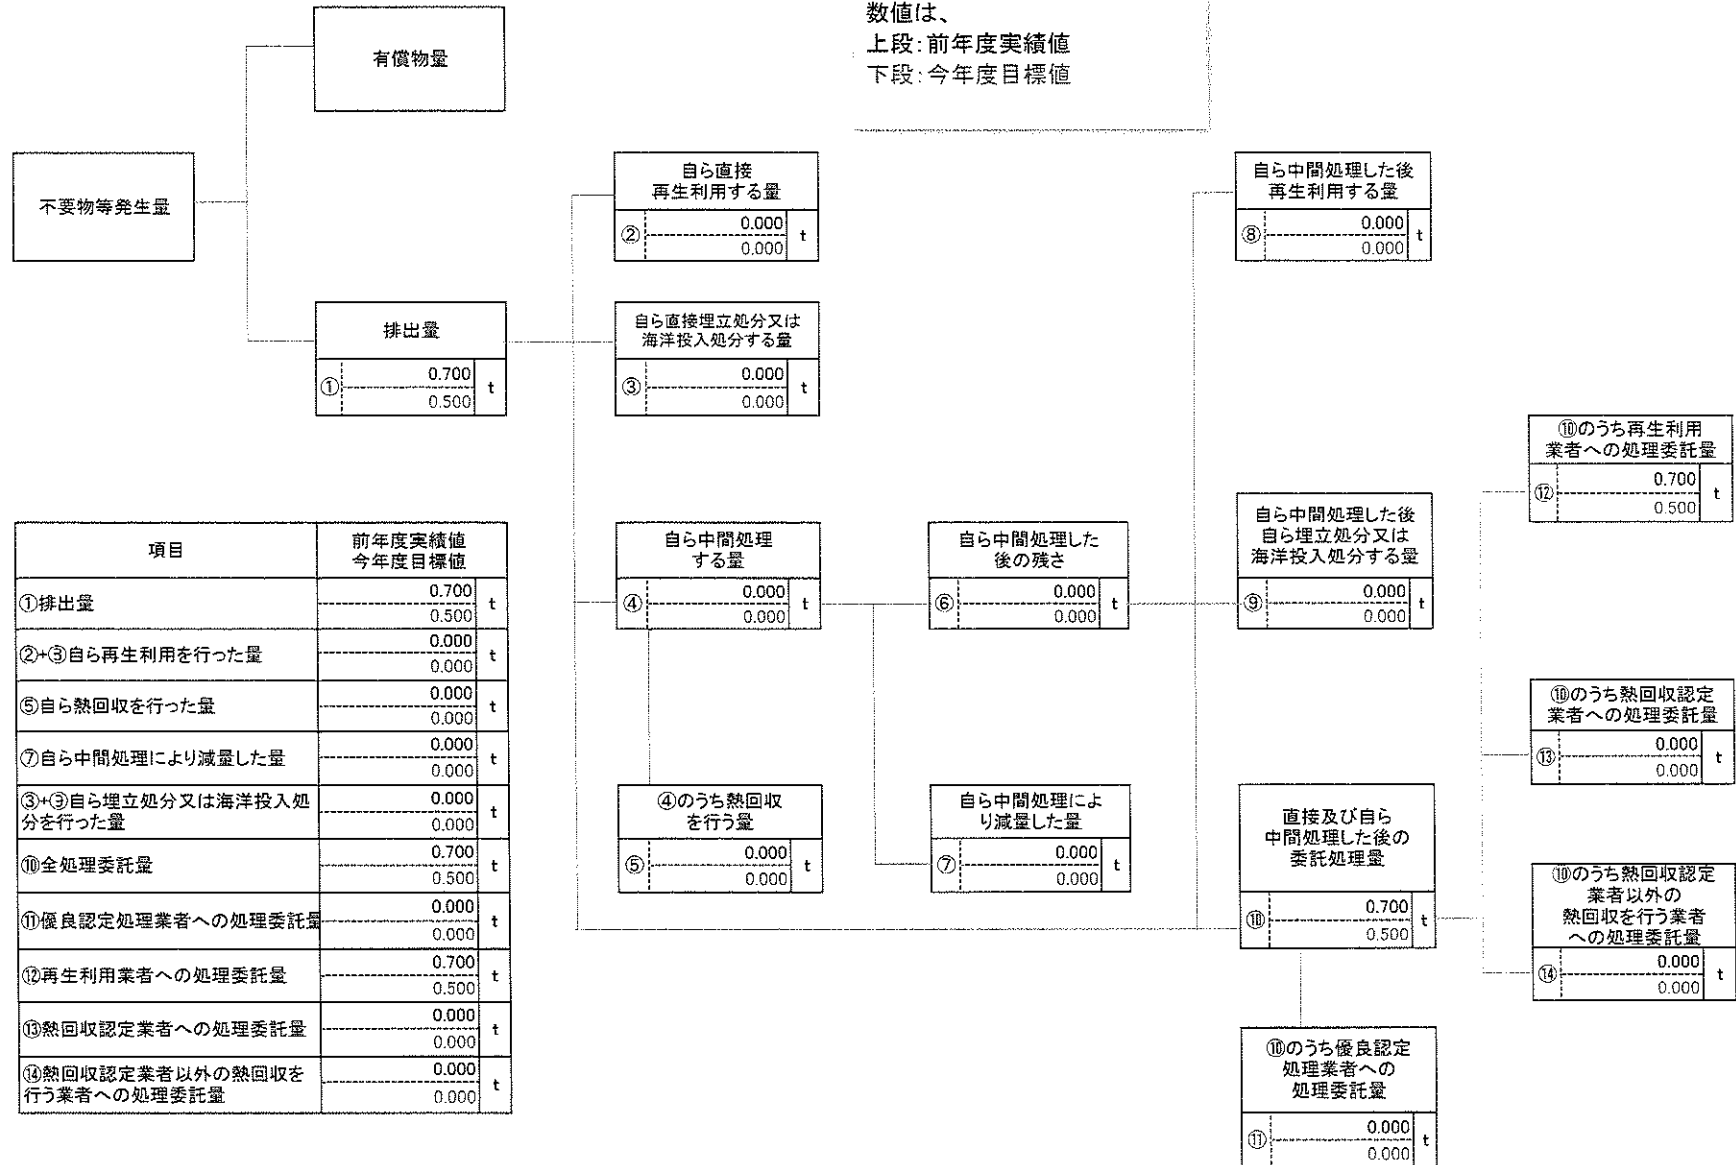 数値は、
上段:前年度実績値
下段:今年度目標値
有償物量
不要物等発生量
排出量
①
0.700
0.500
t
自ら直接
再生利用する量
②
0.000
0.000
t
自ら直接埋立処分又は
海洋投入処分する量
③
0.000
0.000
t
自ら中間処理
する量
④
0.000
0.000
t
④のうち熱回収
を行う量
⑤
0.000
0.000
t
自ら中間処理した
後の残さ
⑥
0.000
0.000
t
自ら中間処理によ
り減量した量
⑦
0.000
0.000
t
自ら中間処理した後
再生利用する量
⑧
0.000
0.000
t
自ら中間処理した後
自ら埋立処分又は
海洋投入処分する量
⑨
0.000
0.000
t
直接及び自ら
中間処理した後の
委託処理量
⑩
0.700
0.500
t
⑩のうち優良認定
処理業者への
処理委託量
⑪
0.000
0.000
t
⑩のうち再生利用
業者への処理委託量
⑫
0.700
0.500
t
⑩のうち熱回収認定
業者への処理委託量
⑬
0.000
0.000
t
⑩のうち熱回収認定
業者以外の
熱回収を行う業者
への処理委託量
⑭
0.000
0.000
t
項目
前年度実績値
今年度目標値
①排出量
0.700
0.500
t
②+⑧自ら再生利用を行った量
0.000
0.000
t
⑤自ら熱回収を行った量
0.000
0.000
t
⑦自ら中間処理により減量した量
0.000
0.000
t
③+⑨自ら埋立処分又は海洋投入処
分を行った量
0.000
0.000
t
⑩全処理委託量
0.700
0.500
t
⑪優良認定処理業者への処理委託量
0.000
0.000
t
⑫再生利用業者への処理委託量
0.700
0.500
t
⑬熱回収認定業者への処理委託量
0.000
0.000
t
⑭熱回収認定業者以外の熱回収を
行う業者への処理委託量
0.000
0.000
t